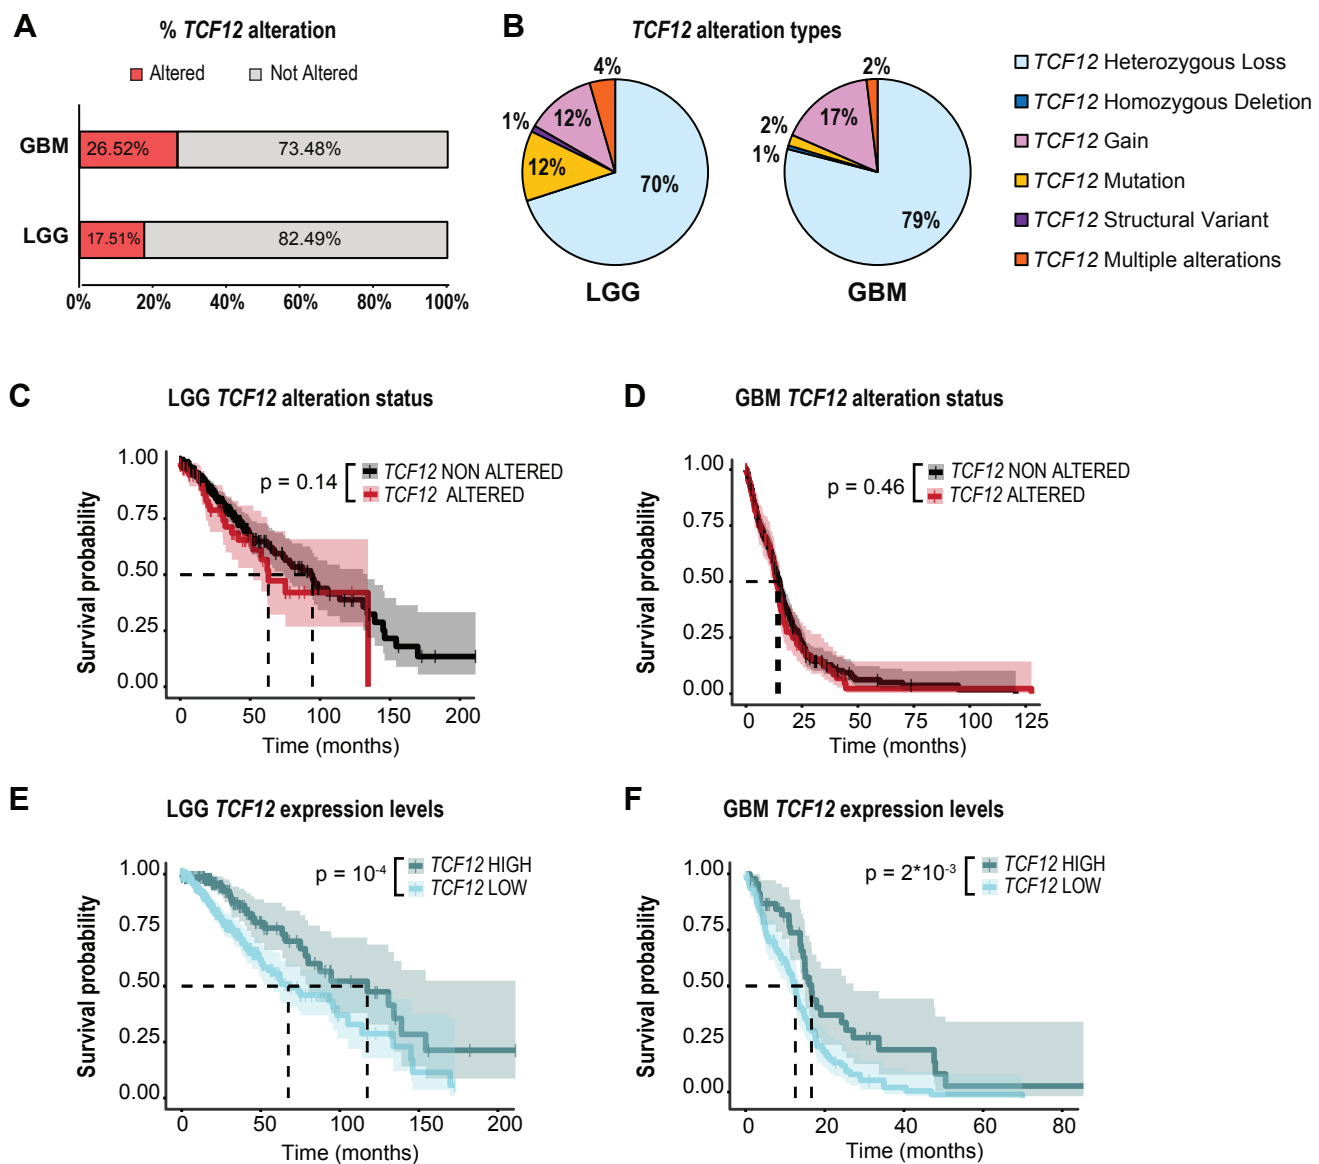 A
% TCF12 alteration
Altered
Not Altered
GBM
26.52%
73.48%
LGG
17.51%
82.49%
0%
20%
40%
60%
80%
100%
B
TCF12 alteration types
4%
12%
1%
12%
70%
LGG
2%
17%
2%
1%
79%
GBM
TCF12 Heterozygous Loss
TCF12 Homozygous Deletion
TCF12 Gain
TCF12 Mutation
TCF12 Structural Variant
TCF12 Multiple alterations
C
LGG TCF12 alteration status
p = 0.14
TCF12 NON ALTERED
TCF12 ALTERED
Survival probability
1.00
0.75
0.50
0.25
0.00
0
50
100
150
200
Time (months)
D
GBM TCF12 alteration status
p = 0.46
TCF12 NON ALTERED
TCF12 ALTERED
Survival probability
1.00
0.75
0.50
0.25
0.00
0
25
50
75
100
125
Time (months)
E
LGG TCF12 expression levels
p = 10-4
TCF12 HIGH
TCF12 LOW
Survival probability
1.00
0.75
0.50
0.25
0.00
0
50
100
150
200
Time (months)
F
GBM TCF12 expression levels
p = 2*10-3
TCF12 HIGH
TCF12 LOW
Survival probability
1.00
0.75
0.50
0.25
0.00
0
20
40
60
80
Time (months)